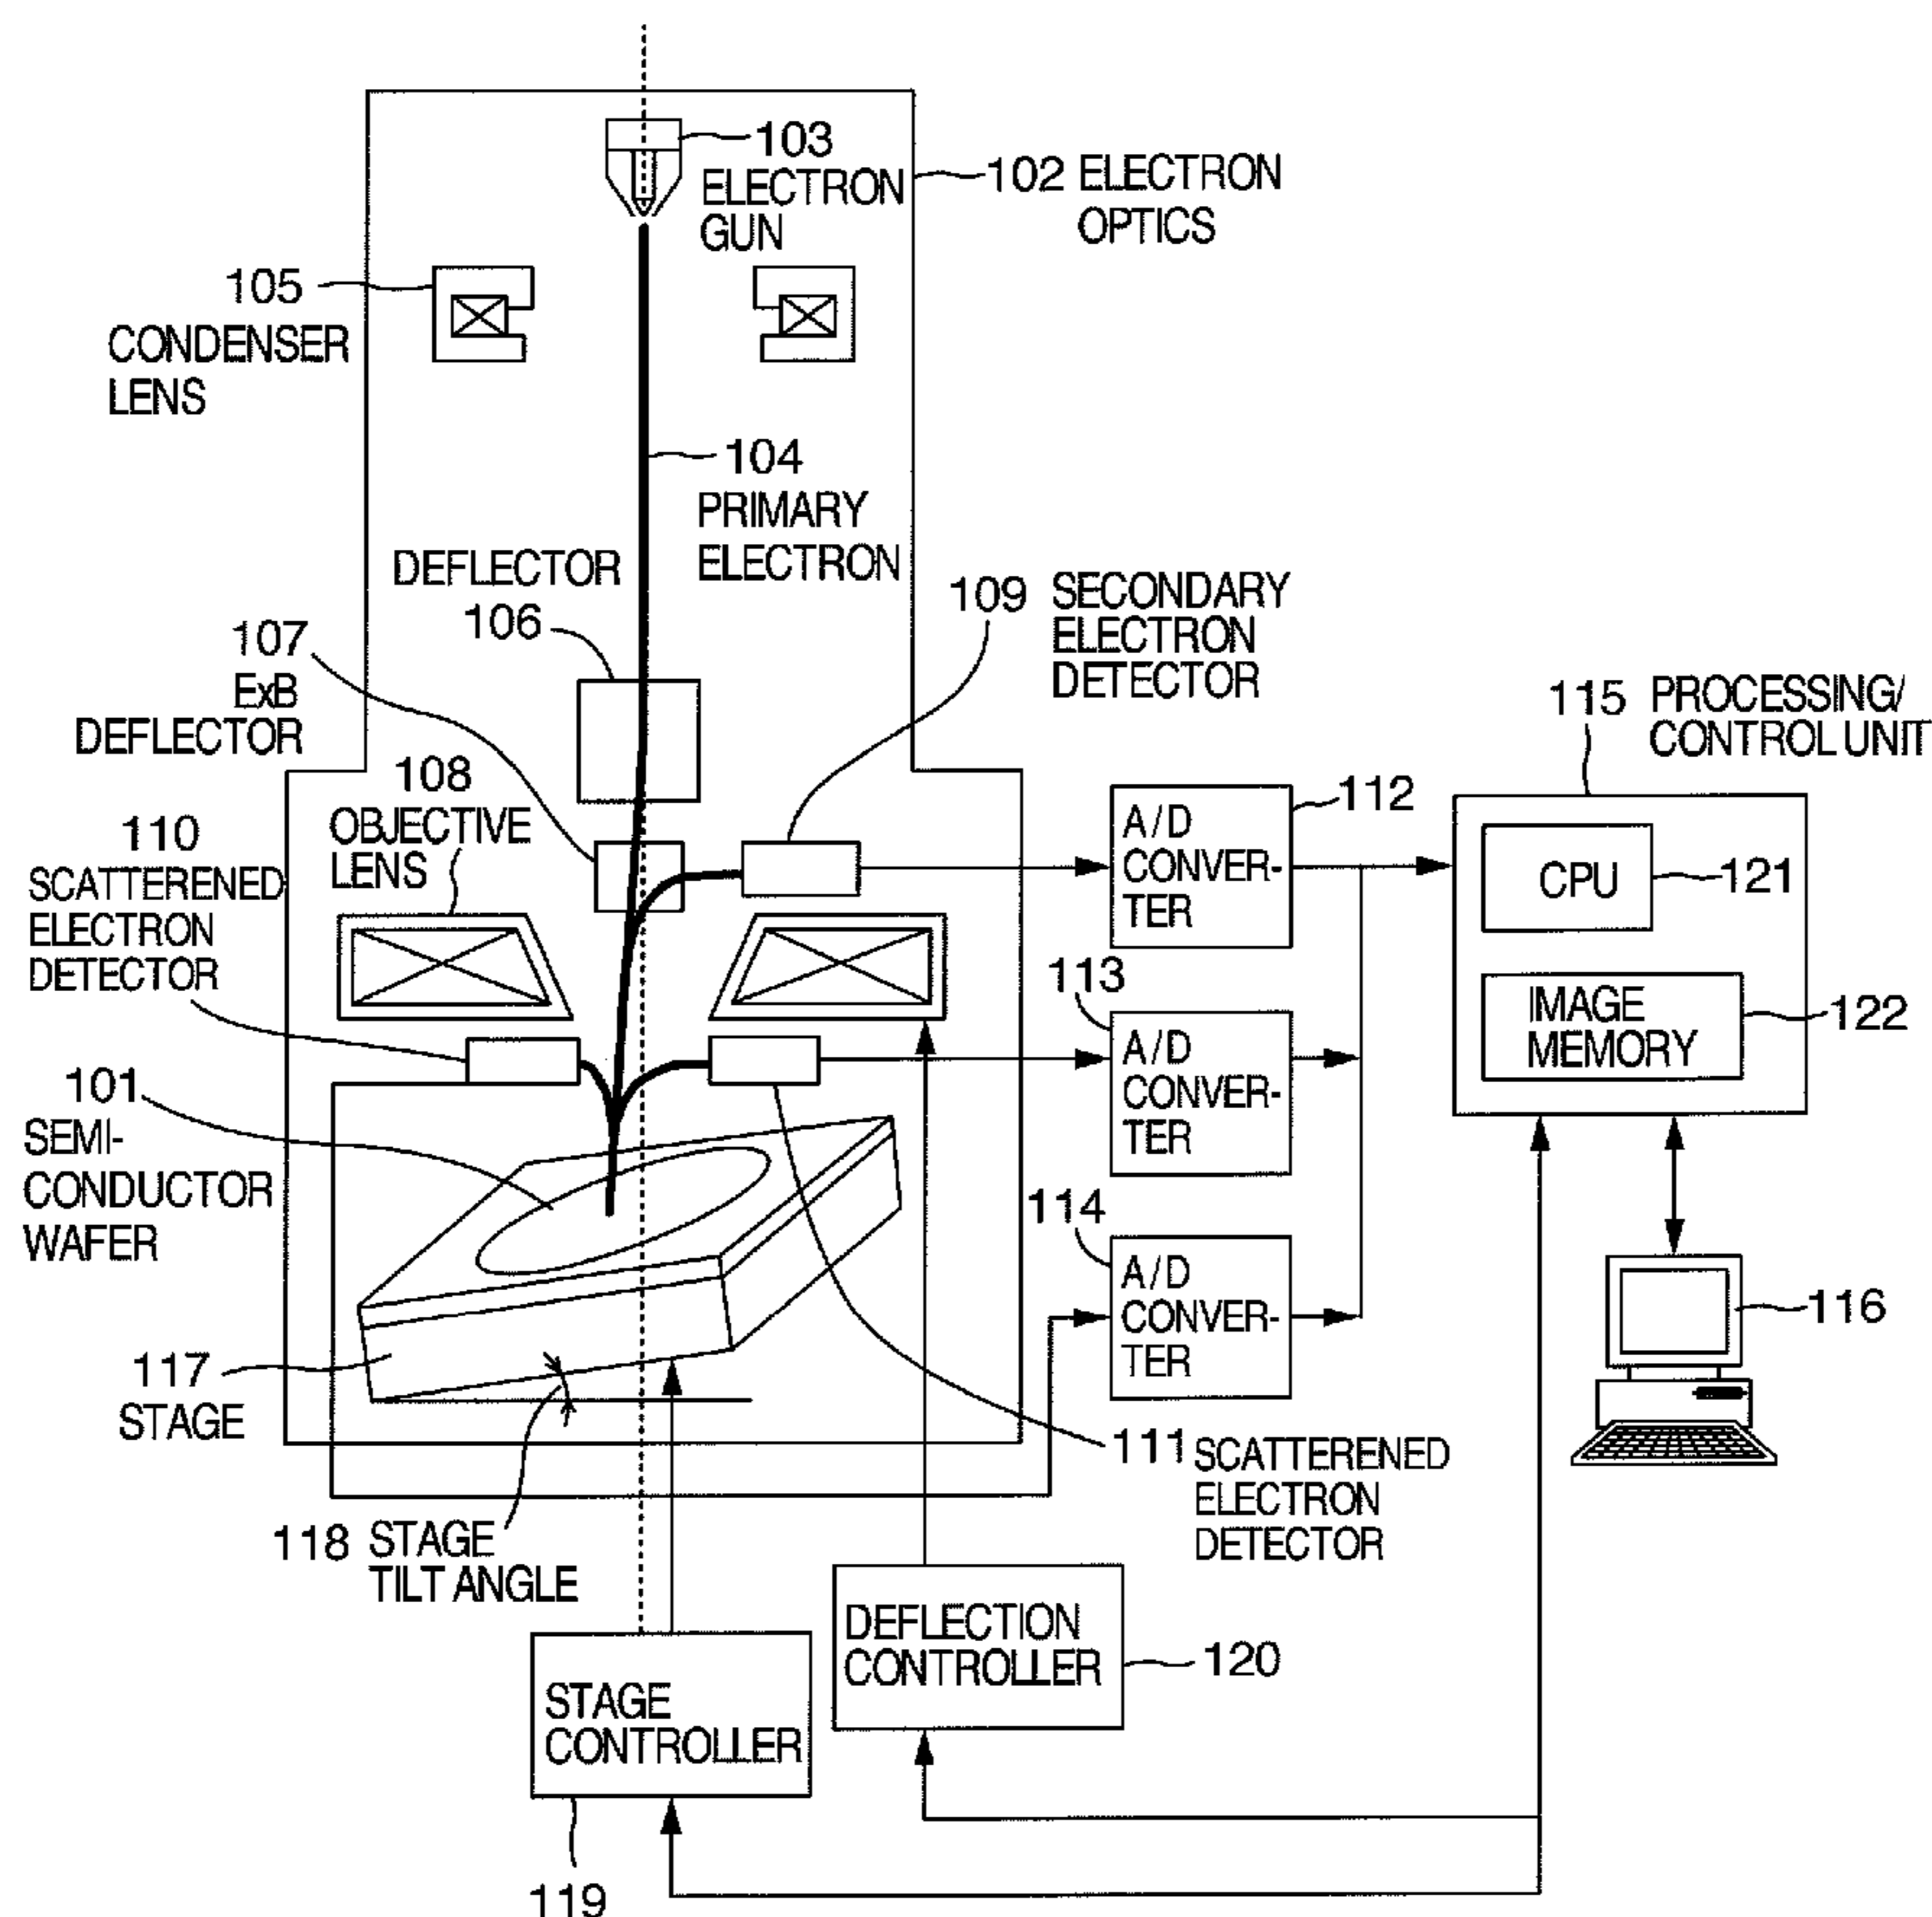 103
ELECTRON
GUN
102 ELECTRON
OPTICS
105
CONDENSER
LENS
104
PRIMARY
ELECTRON
DEFLECTOR
106
109 SECONDARY
ELECTRON
DETECTOR
107
ExB
DEFLECTOR
108
OBJECTIVE
LENS
110
SCATTERENED
ELECTRON
DETECTOR
101
SEMI-
CONDUCTOR
WAFER
117
STAGE
118 STAGE
TILT ANGLE
111 SCATTERENED
ELECTRON
DETECTOR
112
A/D
CONVER-
TER
113
A/D
CONVER-
TER
114
A/D
CONVER-
TER
115 PROCESSING/
CONTROL UNIT
CPU
121
IMAGE
MEMORY
122
116
DEFLECTION
CONTROLLER
120
STAGE
CONTROLLER
119